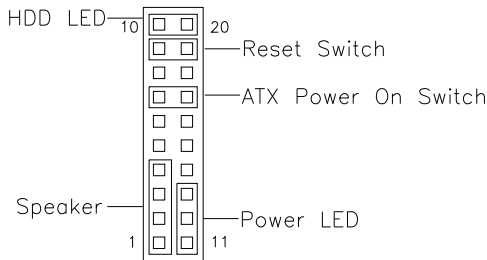 HDD LED
10 20
Reset Switch
ATX Power On Switch
Speaker
Power LED
1 11